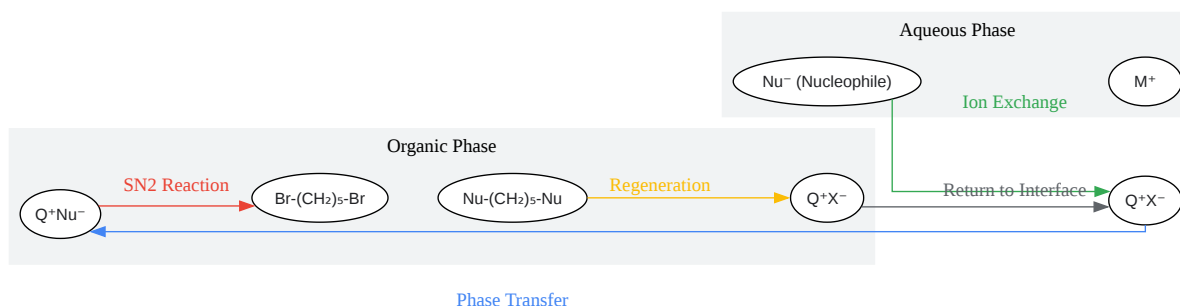 Aqueous Phase
Nu⁻ (Nucleophile)
M⁺
Ion Exchange
Organic Phase
SN2 Reaction
Br-(CH₂)₅-Br
Nu-(CH₂)₅-Nu
Regeneration
Return to Interface
Q⁺Nu⁻
Q⁺X⁻
Q⁺X⁻
Phase Transfer